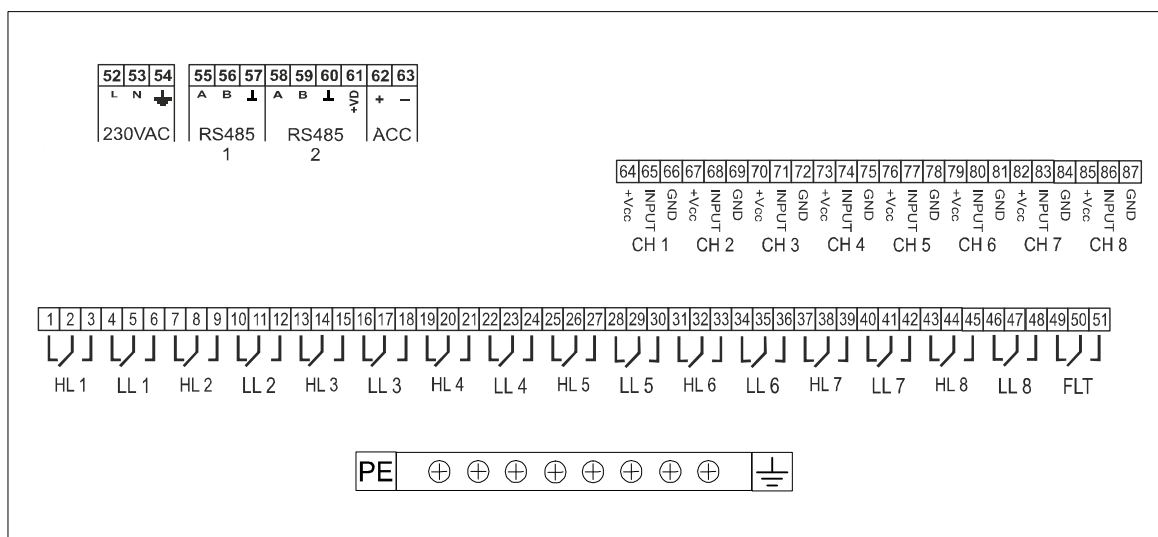 52 53 54 55 56 57 58 59 60 61 62 63
L N A B A B +VD + −
230VAC RS485 RS485 ACC
1 2
64 65 66 67 68 69 70 71 72 73 74 75 76 77 78 79 80 81 82 83 84 85 86 87
+Vcc INPUT GND +Vcc INPUT GND +Vcc INPUT GND +Vcc INPUT GND +Vcc INPUT GND +Vcc INPUT GND +Vcc INPUT GND +Vcc INPUT GND
CH 1 CH 2 CH 3 CH 4 CH 5 CH 6 CH 7 CH 8
1 2 3 4 5 6 7 8 9 10 11 12 13 14 15 16 17 18 19 20 21 22 23 24 25 26 27 28 29 30 31 32 33 34 35 36 37 38 39 40 41 42 43 44 45 46 47 48 49 50 51
HL 1 LL 1 HL 2 LL 2 HL 3 LL 3 HL 4 LL 4 HL 5 LL 5 HL 6 LL 6 HL 7 LL 7 HL 8 LL 8 FLT
PE